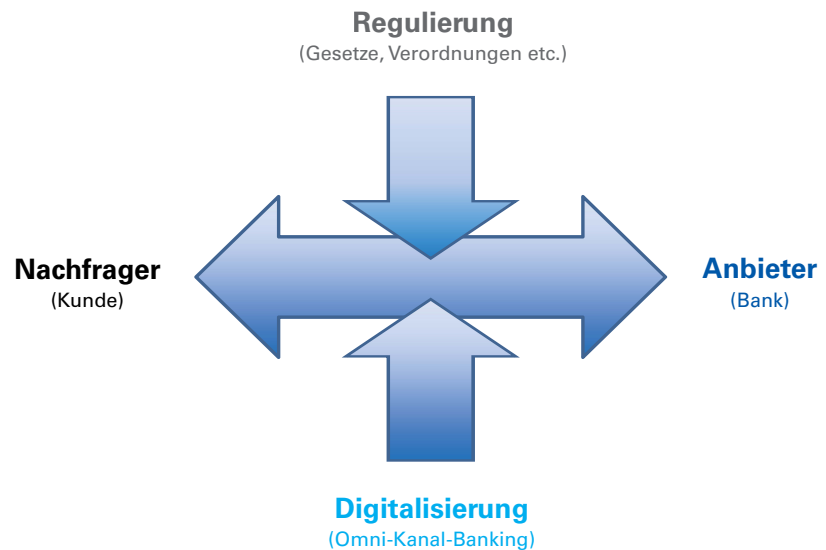 Regulierung
(Gesetze, Verordnungen etc.)
Nachfrager
(Kunde)
Anbieter
(Bank)
Digitalisierung
(Omni-Kanal-Banking)